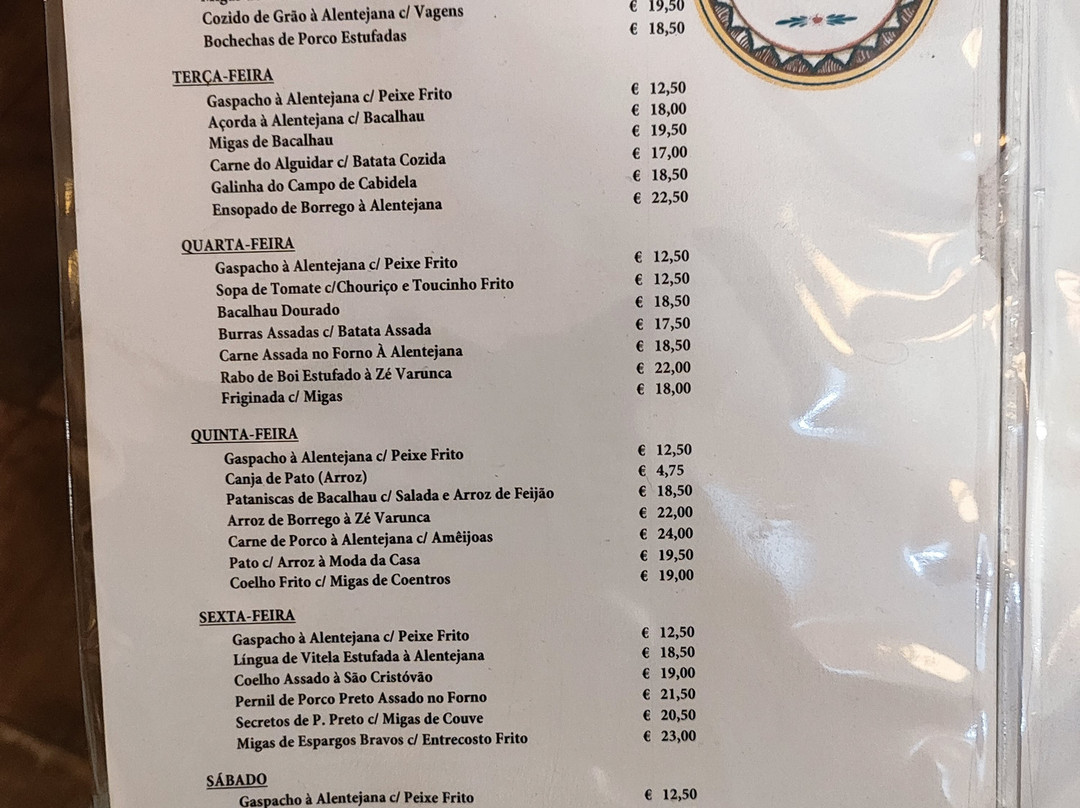 Cozido de Grão à Alentejana c/ Vagens € 19,50
Bochechas de Porco Estufadas € 18,50
TERÇA-FEIRA
Gaspacho à Alentejana c/ Peixe Frito € 12,50
Açorda à Alentejana c/ Bacalhau € 18,00
Migas de Bacalhau € 19,50
Carne do Alguidar c/ Batata Cozida € 17,00
Galinha do Campo de Cabidela € 18,50
Ensopado de Borrego à Alentejana € 22,50
QUARTA-FEIRA
Gaspacho à Alentejana c/ Peixe Frito € 12,50
Sopa de Tomate c/Chouriço e Toucinho Frito € 12,50
Bacalhau Dourado € 18,50
Burras Assadas c/ Batata Assada € 17,50
Carne Assada no Forno À Alentejana € 18,50
Rabo de Boi Estufado à Zé Varunca € 22,00
Friginada c/ Migas € 18,00
QUINTA-FEIRA
Gaspacho à Alentejana c/ Peixe Frito € 12,50
Canja de Pato (Arroz) € 4,75
Pataniscas de Bacalhau c/ Salada e Arroz de Feijão € 18,50
Arroz de Borrego à Zé Varunca € 22,00
Carne de Porco à Alentejana c/ Amêijoas € 24,00
Pato c/ Arroz à Moda da Casa € 19,50
Coelho Frito c/ Migas de Coentros € 19,00
SEXTA-FEIRA
Gaspacho à Alentejana c/ Peixe Frito € 12,50
Língua de Vitela Estufada à Alentejana € 18,50
Coelho Assado à São Cristóvão € 19,00
Pernil de Porco Preto Assado no Forno € 21,50
Secretos de P. Preto c/ Migas de Couve € 20,50
Migas de Espargos Bravos c/ Entrecosto Frito € 23,00
SÁBADO
Gaspacho à Alentejana c/ Peixe Frito € 12,50